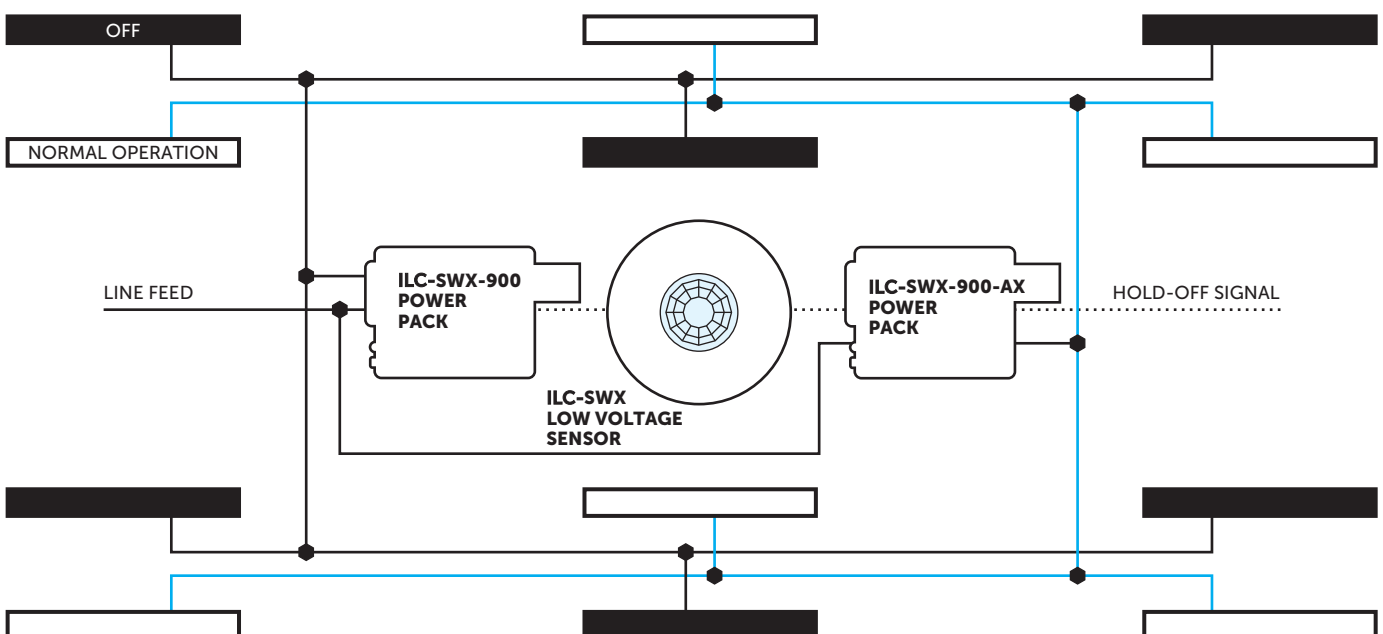 OFF
NORMAL OPERATION
LINE FEED
ILC-SWX-900
POWER
PACK
ILC-SWX
LOW VOLTAGE
SENSOR
ILC-SWX-900-AX
POWER
PACK
HOLD-OFF SIGNAL